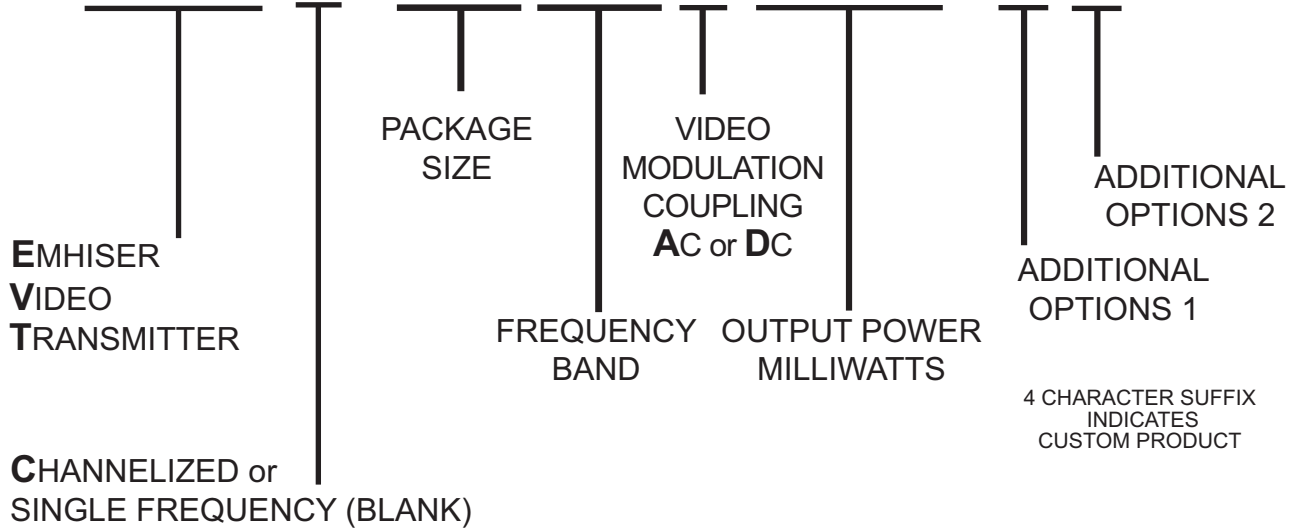 PACKAGE
SIZE
VIDEO
MODULATION
COUPLING
AC or DC
ADDITIONAL
OPTIONS 2
EMHISER
VIDEO
TRANSMITTER
ADDITIONAL
OPTIONS 1
FREQUENCY
BAND
OUTPUT POWER
MILLIWATTS
4 CHARACTER SUFFIX
INDICATES
CUSTOM PRODUCT
CHANNELIZED or
SINGLE FREQUENCY (BLANK)